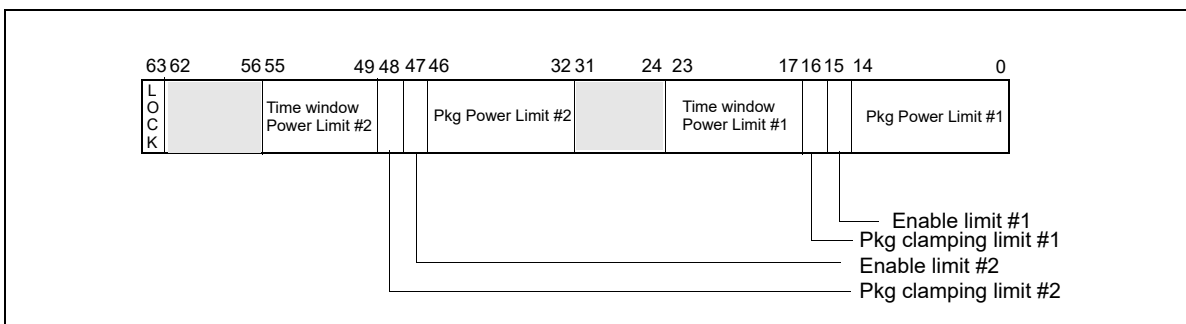 63 62 56 55 49 48 47 46 32 31 24 23 17 16 15 14 0
LOCK
Time window
Power Limit #2
Pkg Power Limit #2
Time window
Power Limit #1
Pkg Power Limit #1
Enable limit #1
Pkg clamping limit #1
Enable limit #2
Pkg clamping limit #2